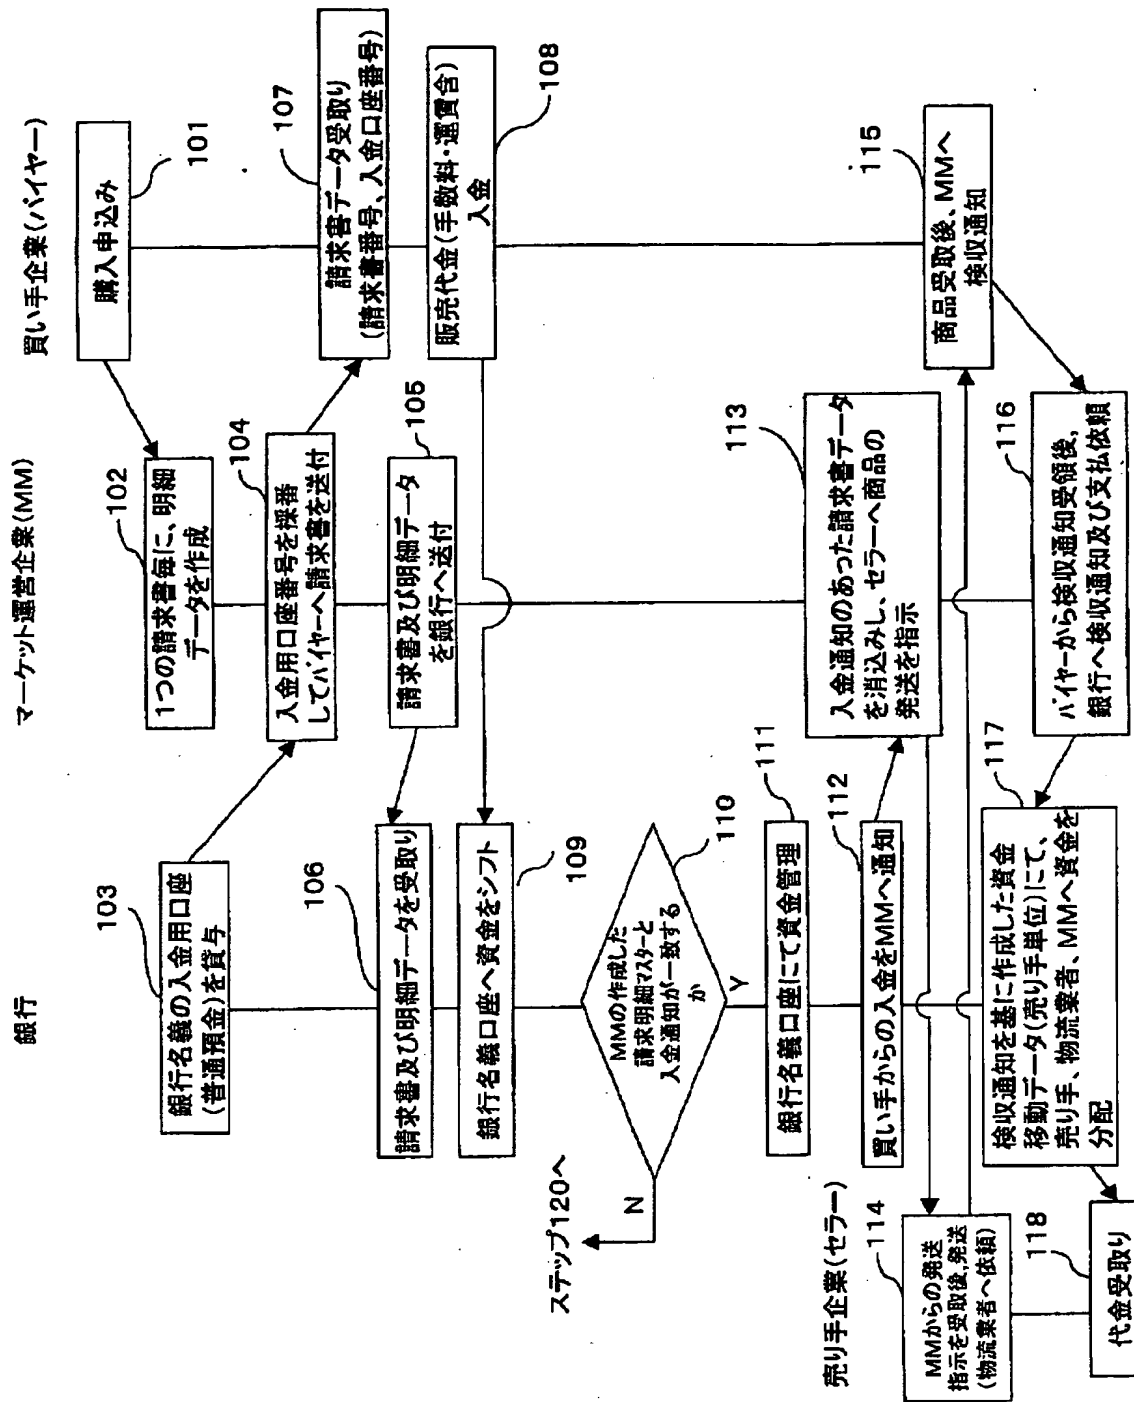 銀行
マーケット運営企業(MM)
買い手企業(バイヤー)
購入申込み
101
102
1つの請求書毎に、明細
データを作成
103
銀行名義の入金用口座
(普通預金)を貸与
104
入金用口座番号を採番
してバイヤーへ請求書を送付
105
請求書及び明細データ
を銀行へ送付
106
請求書及び明細データを受取り
107
請求書データ受取り
(請求書番号、入金口座番号)
販売代金(手数料・運賃含)
入金
108
銀行名義口座へ資金をシフト
109
MMの作成した
請求明細マスターと
入金通知が一致する
か
110
N
Y
ステップ120へ
銀行名義口座にて資金管理
111
買い手からの入金をMMへ通知
112
113
入金通知のあった請求書データ
を消込みし、セラーへ商品の
発送を指示
売り手企業(セラー)
114
MMからの発送
指示を受取後,発送
(物流業者へ依頼)
115
商品受取後、MMへ
検収通知
116
バイヤーから検収通知受領後,
銀行へ検収通知及び支払依頼
117
検収通知を基に作成した資金
移動データ(売り手単位)にて、
売り手、物流業者、MMへ資金を
分配
118
代金受取り